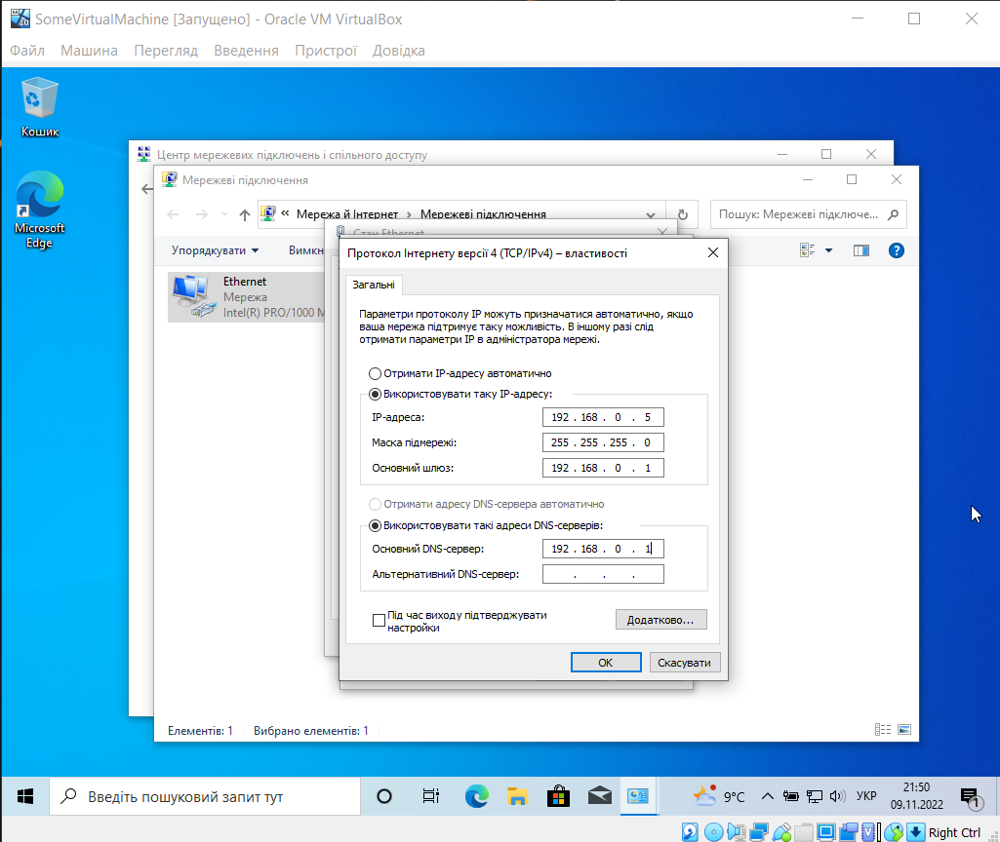 SomeVirtualMachine [Запущено] - Oracle VM VirtualBox
Файл Машина Перегляд Введення Пристрої Довідка
Кошик
Microsoft
Edge
Центр мережевих підключень і спільного доступу
Мережеві підключення
« Мережа й Інтернет › Мережеві підключення
Пошук: Мережеві підключе...
Стан Ethernet
Упорядкувати
Вимкн
Ethernet
Мережа
Intel(R) PRO/1000 M
Протокол Інтернету версії 4 (TCP/IPv4) – властивості
Загальні
Параметри протоколу IP можуть призначатися автоматично, якщо
ваша мережа підтримує таку можливість. В іншому разі слід
отримати параметри IP в адміністратора мережі.
Отримати IP-адресу автоматично
Використовувати таку IP-адресу:
IP-адреса: 192 . 168 . 0 . 5
Маска підмережі: 255 . 255 . 255 . 0
Основний шлюз: 192 . 168 . 0 . 1
Отримати адресу DNS-сервера автоматично
Використовувати такі адреси DNS-серверів:
Основний DNS-сервер: 192 . 168 . 0 . 1
Альтернативний DNS-сервер: . . .
Під час виходу підтверджувати
настройки
Додатково...
ОК Скасувати
Елементів: 1 Вибрано елементів: 1
Введіть пошуковий запит тут
9°C
УКР
21:50
09.11.2022
1
Right Ctrl